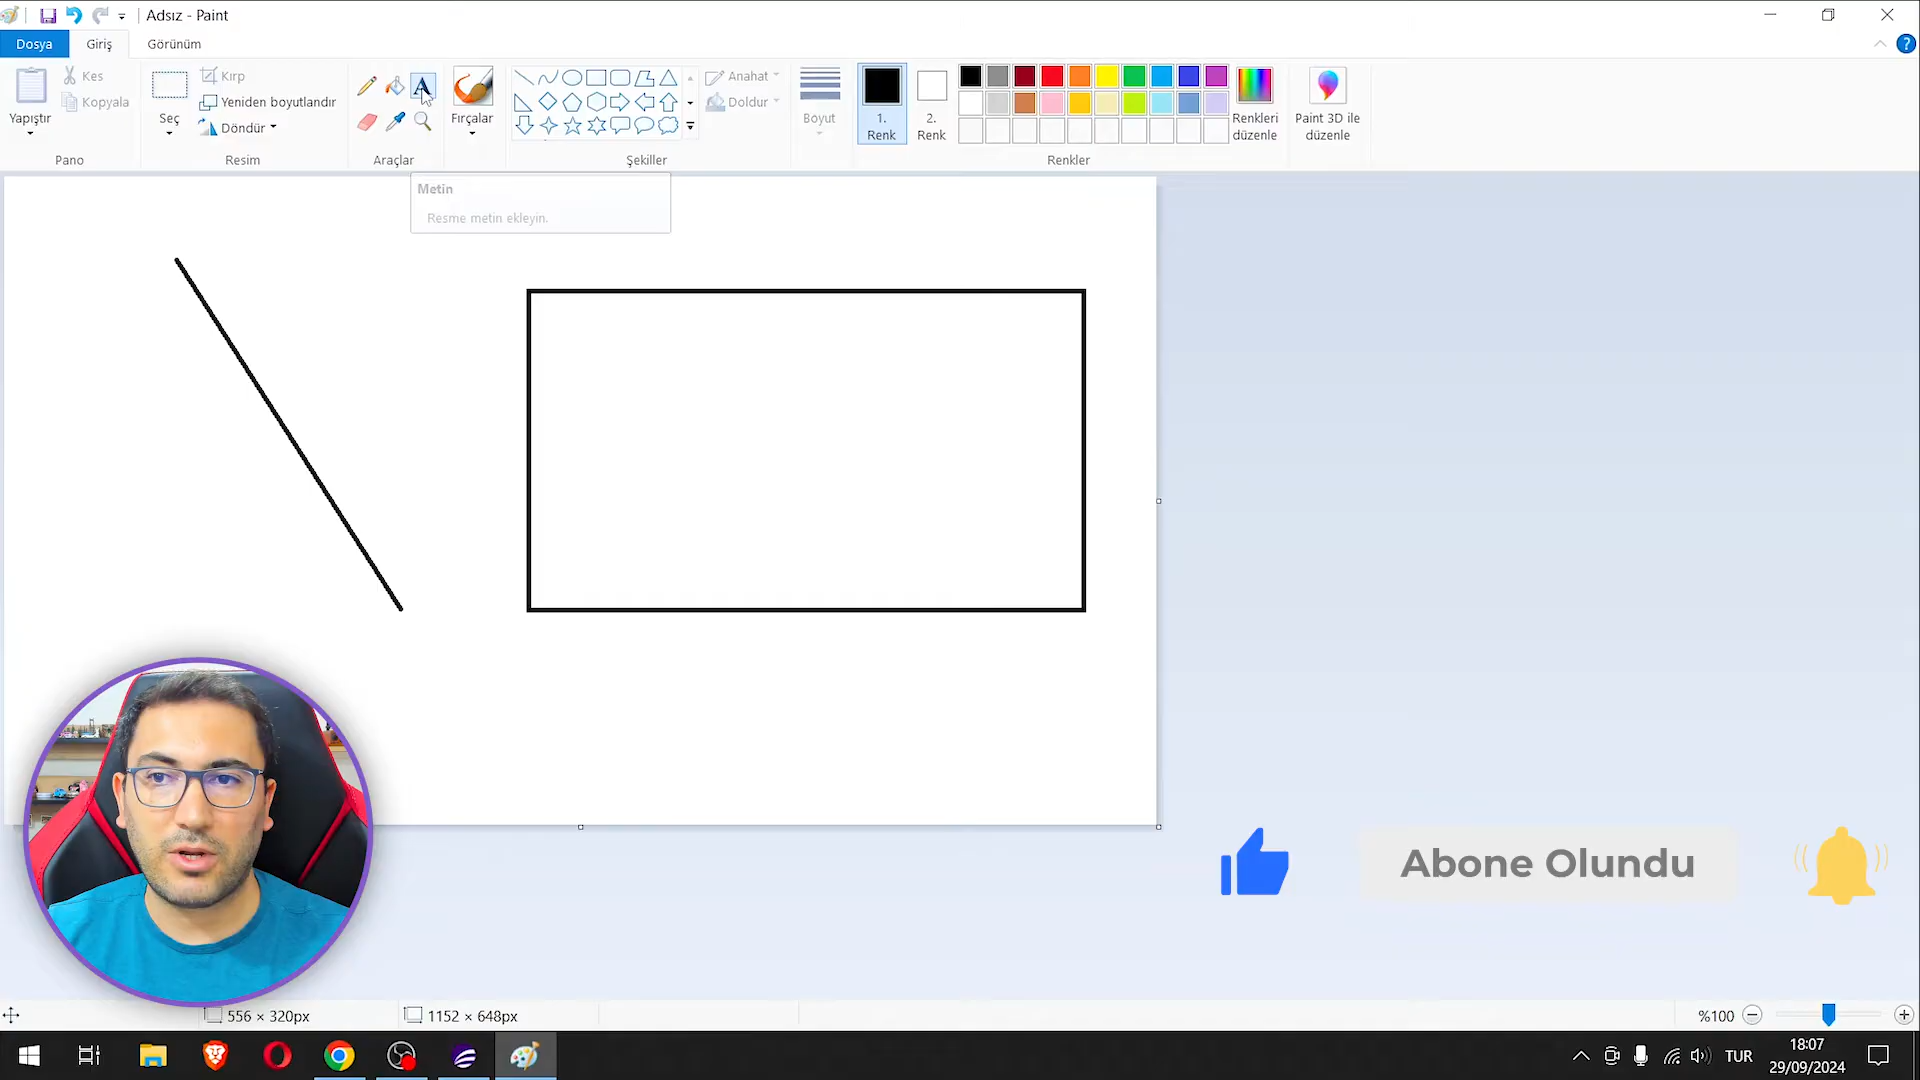 Adsız - Paint
Dosya
Giriş
Görünüm
Yapıştır
Kes
Kopyala
Pano
Seç
Kırp
Yeniden boyutlandır
Döndür
Resim
A
Araçlar
Fırçalar
Şekiller
Anahat
Doldur
Boyut
1.
Renk
2.
Renk
Renkleri
düzenle
Renkler
Paint 3D ile
düzenle
Metin
Resme metin ekleyin.
Abone Olundu
556 × 320px
1152 × 648px
%100
TUR
18:07
29/09/2024